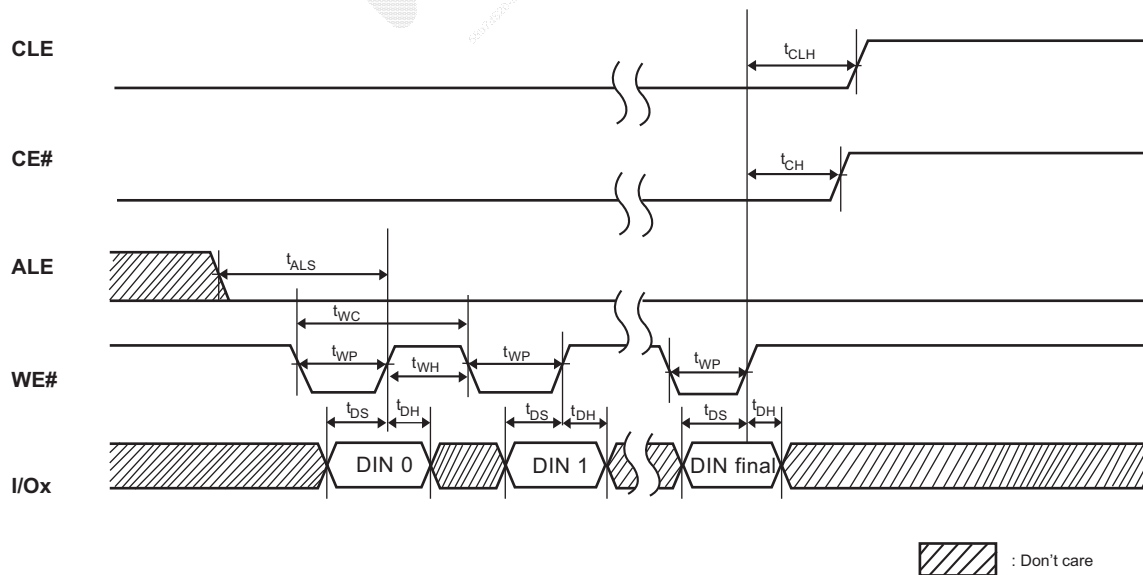 CLE
tCLH
CE#
tCH
ALE
tALS
tWC
WE#
tWP
tWH
tWP
tWP
tDS
tDH
tDS
tDH
tDS
tDH
I/Ox
DIN 0
DIN 1
DIN final
: Don't care